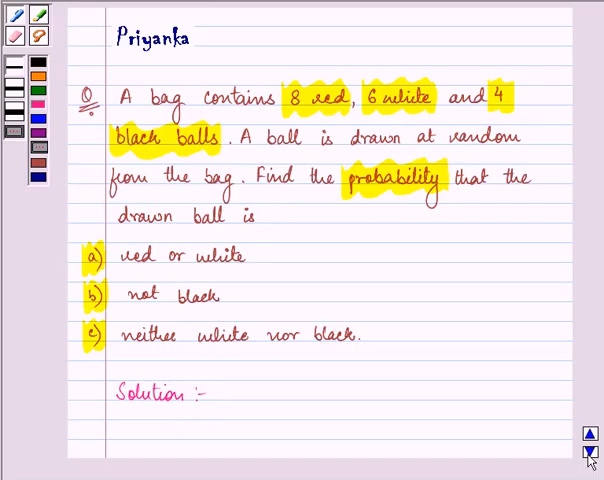 Priyanka
Q A bag contains 8 red, 6 white and 4
black balls. A ball is drawn at random
from the bag. Find the probability that the
drawn ball is
a) red or white
b) not black
c) neither white nor black.
Solution :-